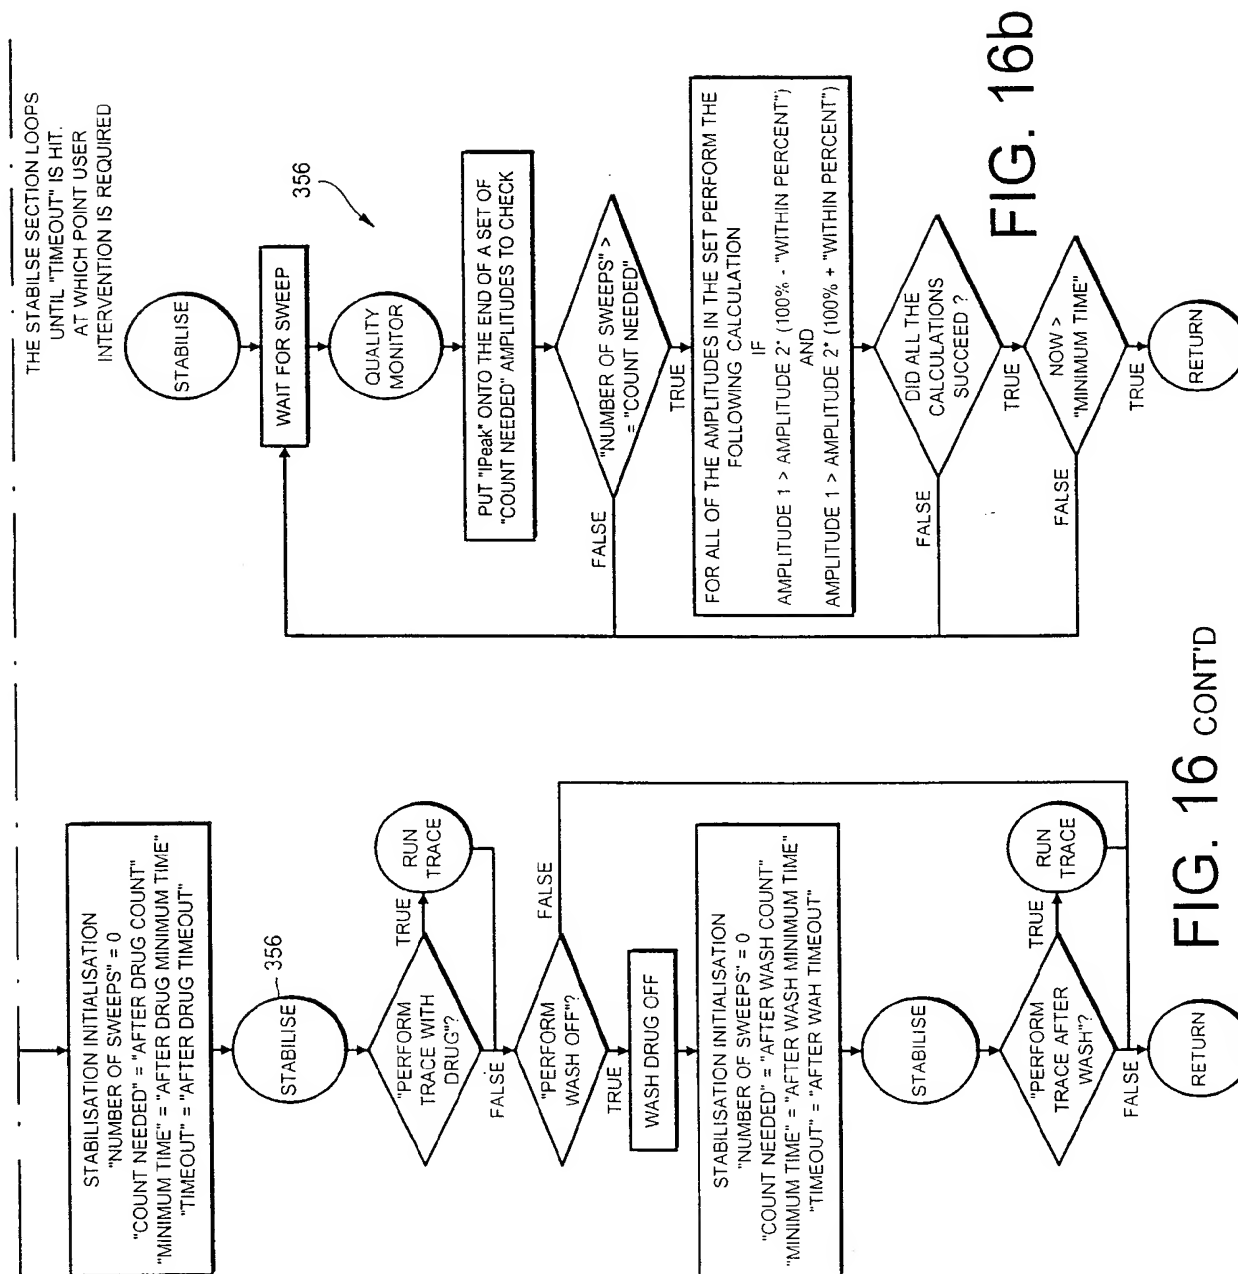 STABILISATION INITIALISATION
"NUMBER OF SWEEPS" = 0
"COUNT NEEDED" = "AFTER DRUG COUNT"
"MINIMUM TIME" = "AFTER DRUG MINIMUM TIME"
"TIMEOUT" = "AFTER DRUG TIMEOUT"
STABILISE
356
"PERFORM
TRACE WITH
DRUG"?
TRUE
RUN
TRACE
FALSE
"PERFORM
WASH OFF"?
FALSE
TRUE
WASH DRUG OFF
STABILISATION INITIALISATION
"NUMBER OF SWEEPS" = 0
"COUNT NEEDED" = "AFTER WASH COUNT"
"MINIMUM TIME" = "AFTER WASH MINIMUM TIME"
"TIMEOUT" = "AFTER WAH TIMEOUT"
STABILISE
"PERFORM
TRACE AFTER
WASH"?
TRUE
RUN
TRACE
FALSE
RETURN
FIG. 16 CONT'D
THE STABILSE SECTION LOOPS
UNTIL "TIMEOUT" IS HIT.
AT WHICH POINT USER
INTERVENTION IS REQUIRED
STABILISE
WAIT FOR SWEEP
356
QUALITY
MONITOR
PUT "IPeak" ONTO THE END OF A SET OF
"COUNT NEEDED" AMPLITUDES TO CHECK
"NUMBER OF SWEEPS" >
= "COUNT NEEDED"
FALSE
TRUE
FOR ALL OF THE AMPLITUDES IN THE SET PERFORM THE
FOLLOWING CALCULATION
IF
AMPLITUDE 1 > AMPLITUDE 2* (100% - "WITHIN PERCENT")
AND
AMPLITUDE 1 > AMPLITUDE 2* (100% + "WITHIN PERCENT")
DID ALL THE
CALCULATIONS
SUCCEED ?
FALSE
TRUE
NOW >
"MINIMUM TIME"
FALSE
TRUE
RETURN
FIG. 16b